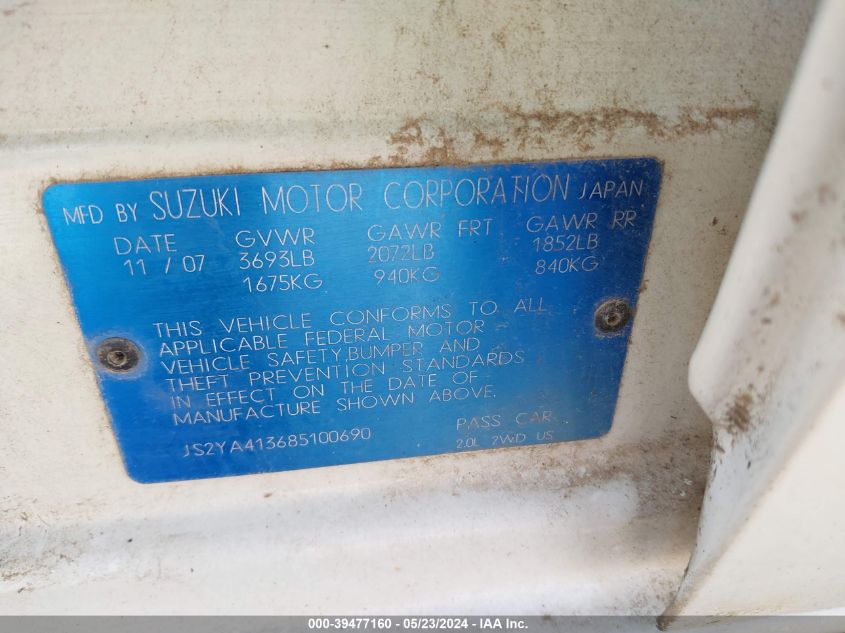 MFD BY SUZUKI MOTOR CORPORATION JAPAN
DATE GVWR GAWR FRT GAWR RR
11 / 07 3693LB 2072LB 1852LB
1675KG 940KG 840KG
THIS VEHICLE CONFORMS TO ALL
APPLICABLE FEDERAL MOTOR
VEHICLE SAFETY,BUMPER AND
THEFT PREVENTION STANDARDS
IN EFFECT ON THE DATE OF
MANUFACTURE SHOWN ABOVE.
JS2YA413685100690 PASS CAR
2.0L 2WD US
000-39477160 - 05/23/2024 - IAA Inc.